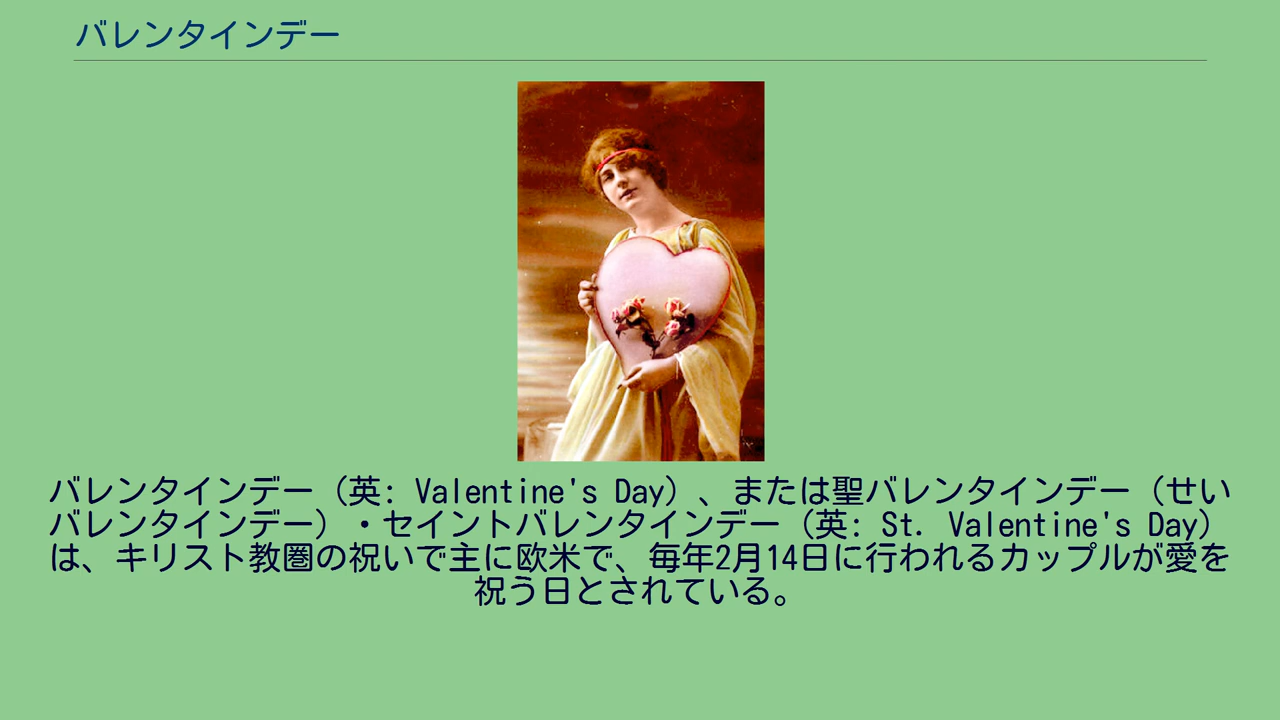 バレンタインデー
バレンタインデー（英: Valentine's Day）、または聖バレンタインデー（せい
バレンタインデー）・セイントバレンタインデー（英: St. Valentine's Day）
は、キリスト教圏の祝いで主に欧米で、毎年2月14日に行われるカップルが愛を
祝う日とされている。